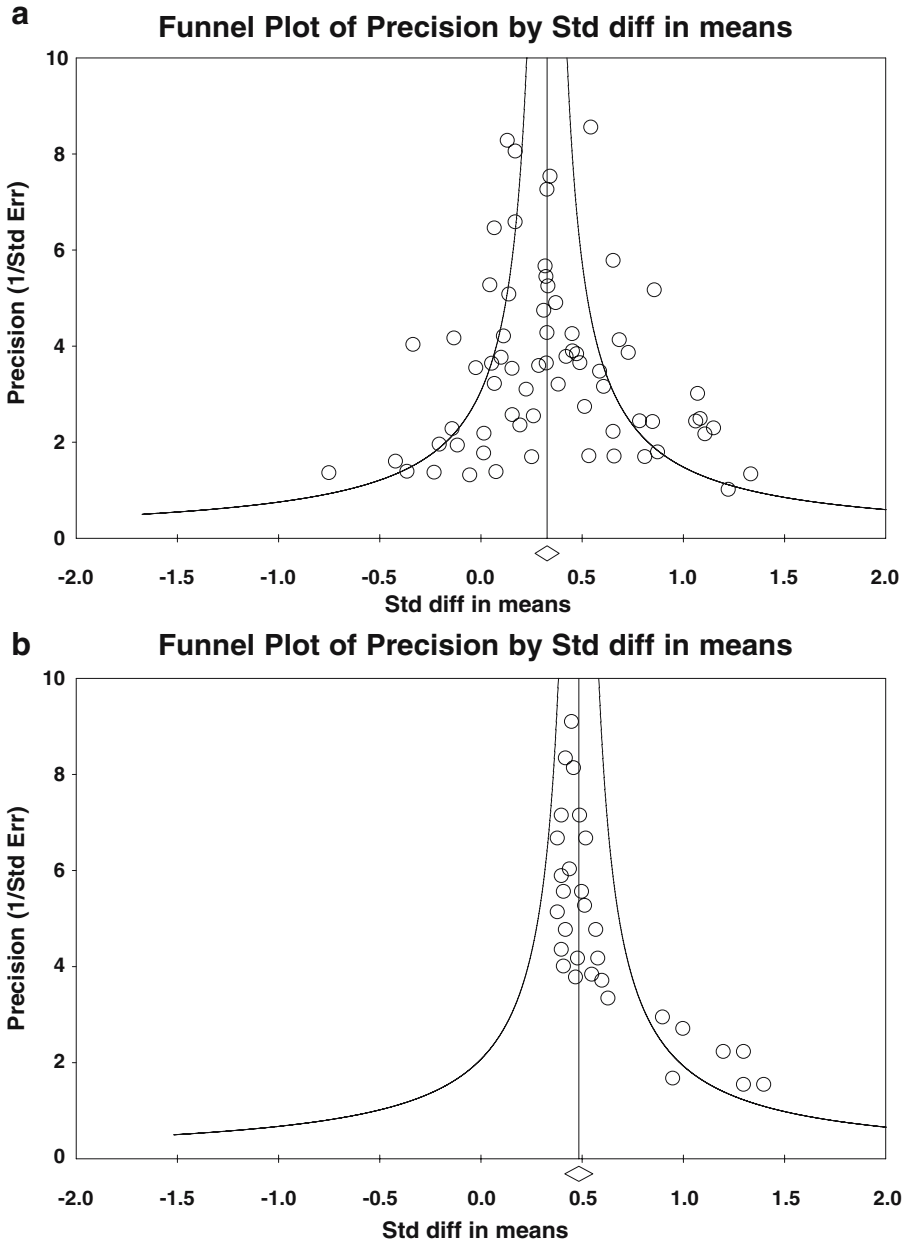 a
Funnel Plot of Precision by Std diff in means
10
8
6
4
2
0
Precision (1/Std Err)
-2.0 -1.5 -1.0 -0.5 0.0 0.5 1.0 1.5 2.0
Std diff in means
b
Funnel Plot of Precision by Std diff in means
10
8
6
4
2
0
Precision (1/Std Err)
-2.0 -1.5 -1.0 -0.5 0.0 0.5 1.0 1.5 2.0
Std diff in means